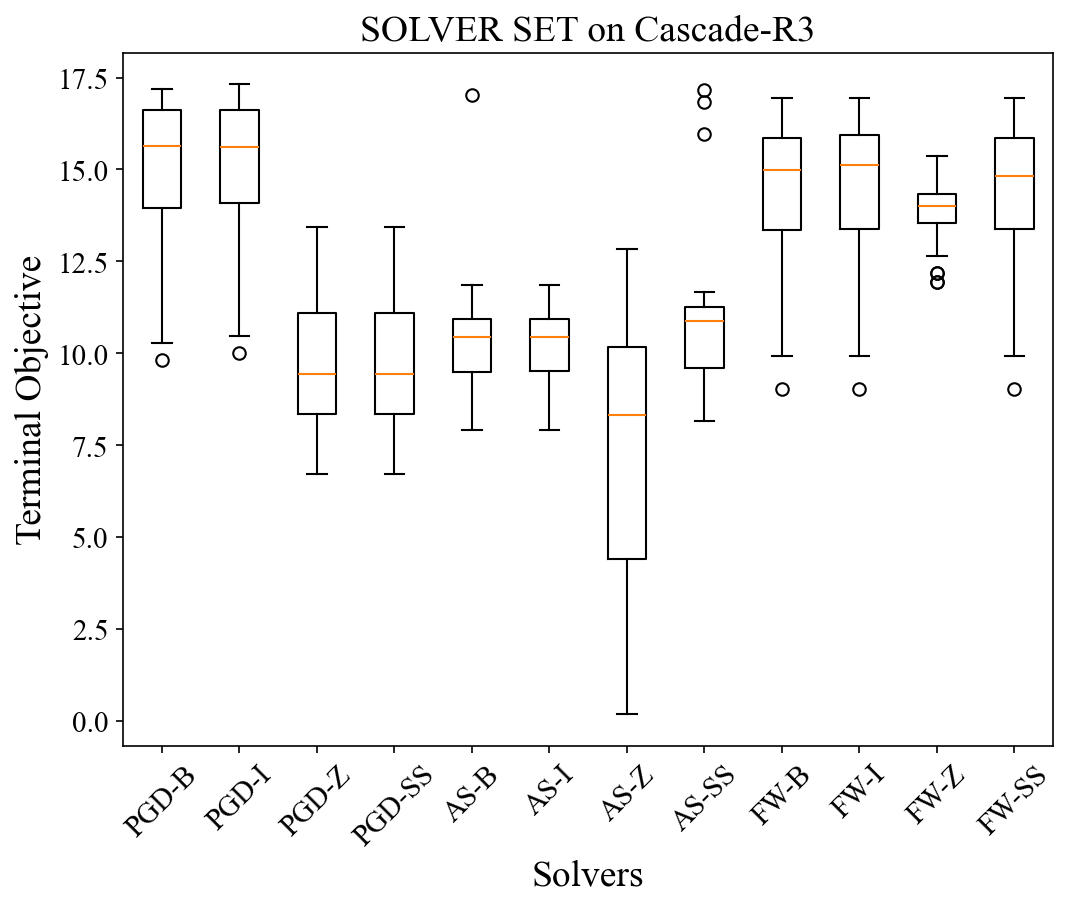 SOLVER SET on Cascade-R3
Terminal Objective
17.5
15.0
12.5
10.0
7.5
5.0
2.5
0.0
PGD-B
PGD-I
PGD-Z
PGD-SS
AS-B
AS-I
AS-Z
AS-SS
FW-B
FW-I
FW-Z
FW-SS
Solvers